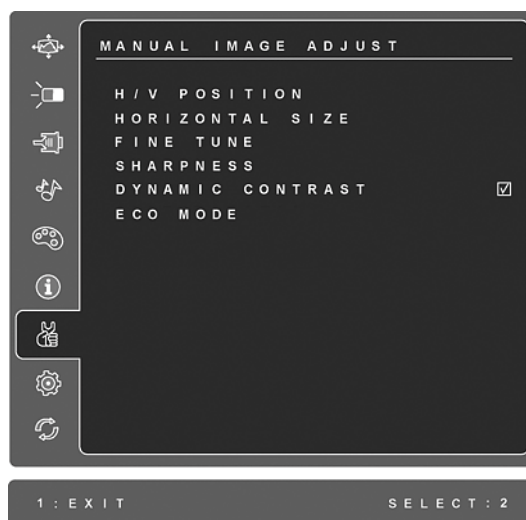 MANUAL IMAGE ADJUST
H/V POSITION
HORIZONTAL SIZE
FINE TUNE
SHARPNESS
DYNAMIC CONTRAST
ECO MODE
1:EXIT SELECT:2